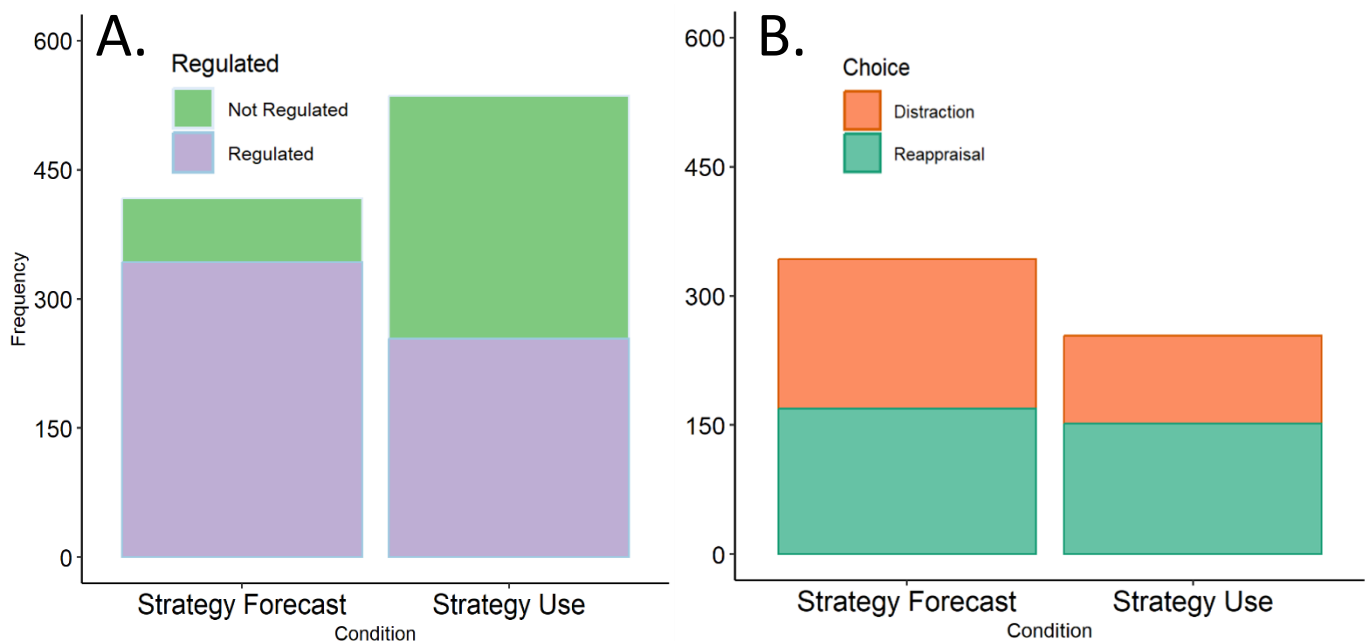 A.
Regulated
Not Regulated
Regulated
600
450
300
150
0
Frequency
Strategy Forecast
Strategy Use
Condition
B.
Choice
Distraction
Reappraisal
600
450
300
150
0
Strategy Forecast
Strategy Use
Condition